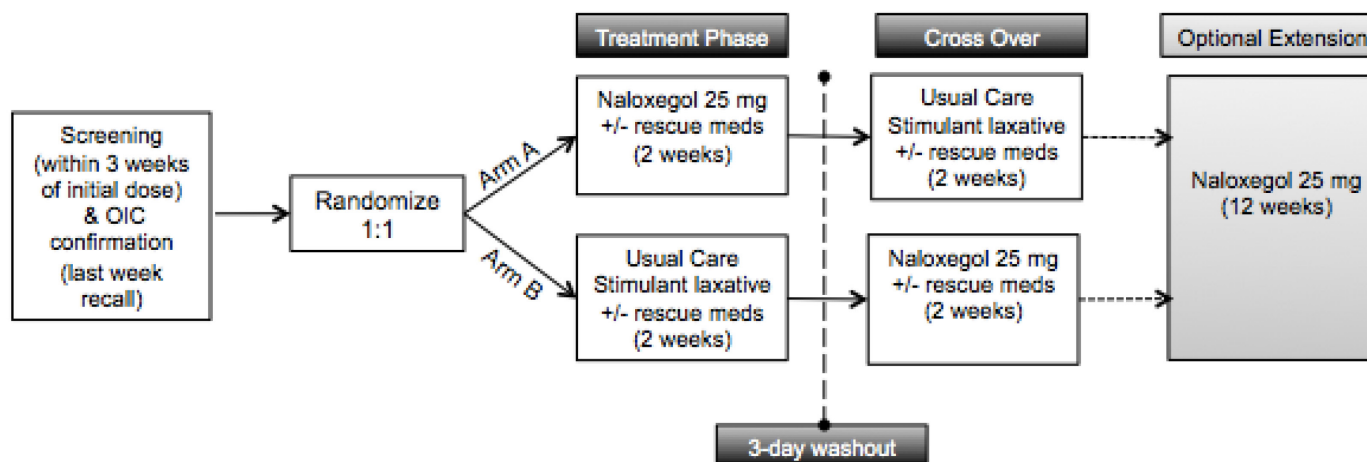 Treatment Phase
Cross Over
Optional Extension
Screening
(within 3 weeks
of initial dose)
& OIC
confirmation
(last week
recall)
Randomize
1:1
Arm A
Arm B
Naloxegol 25 mg
+/- rescue meds
(2 weeks)
Usual Care
Stimulant laxative
+/- rescue meds
(2 weeks)
Usual Care
Stimulant laxative
+/- rescue meds
(2 weeks)
Naloxegol 25 mg
+/- rescue meds
(2 weeks)
Naloxegol 25 mg
(12 weeks)
3-day washout